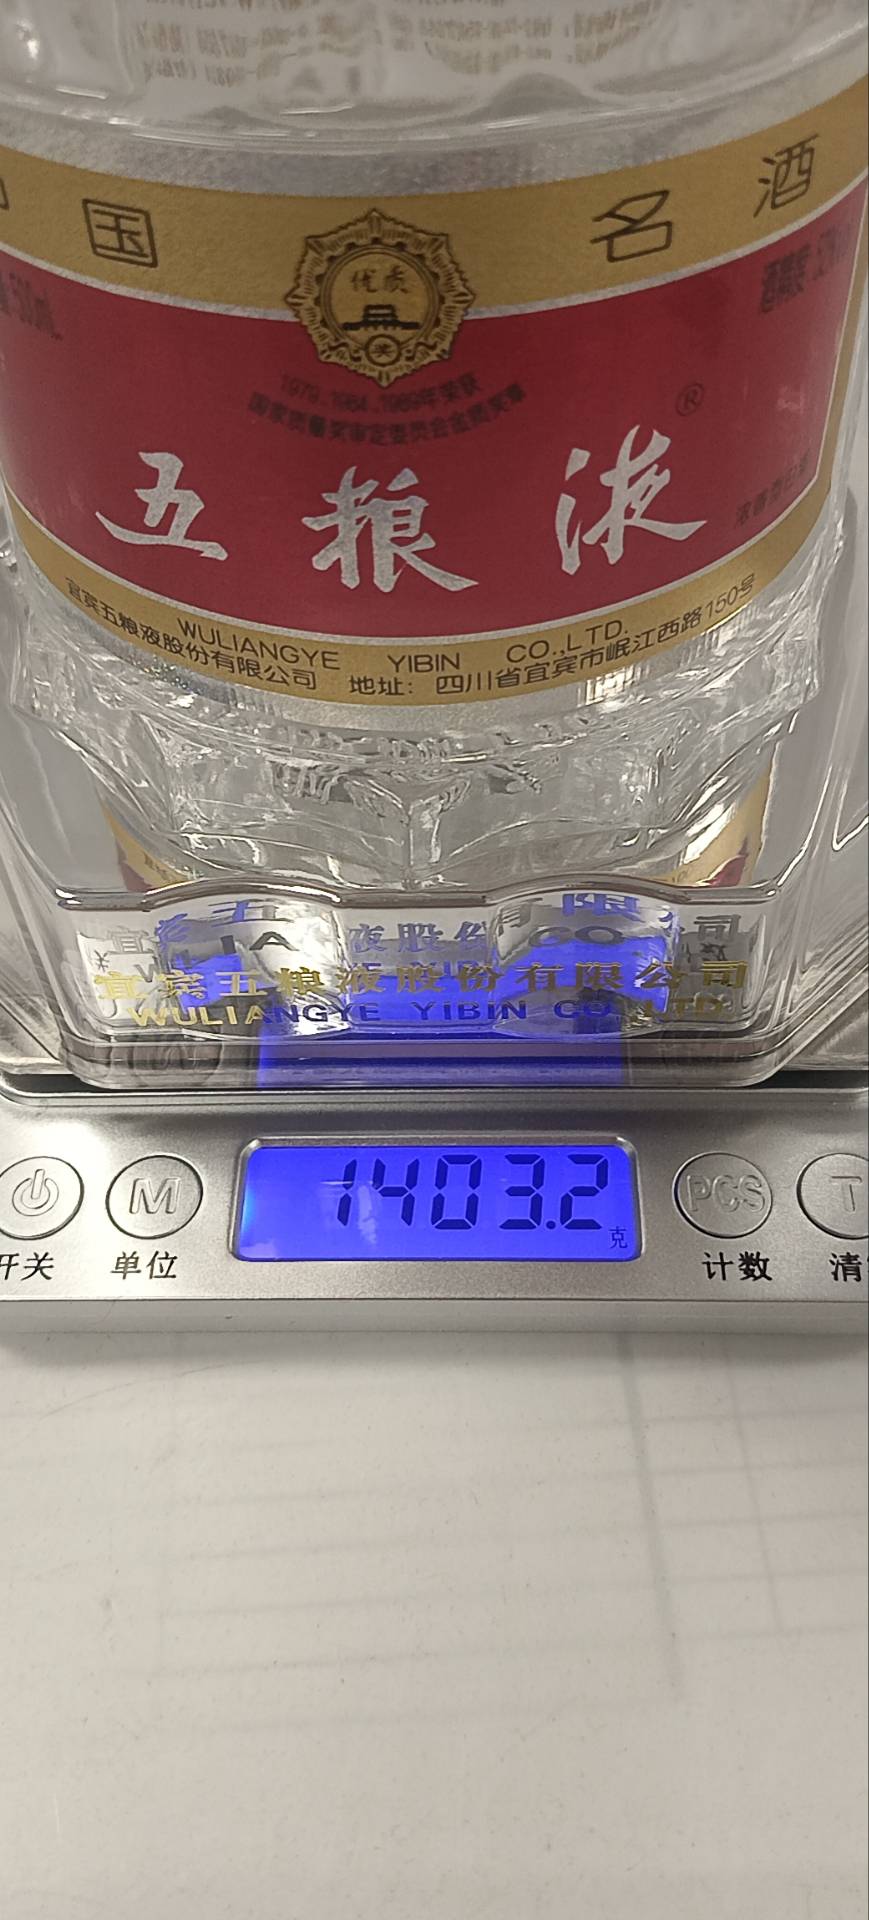 国 名 酒
优质
奖
1979.1984.1989年荣获
国家质量奖审定委员会金质奖章
五粮液®
WULIANGYE YIBIN CO.,LTD.
宜宾五粮液股份有限公司 地址: 四川省宜宾市岷江西路150号
宜宾五粮液股份有限公司
WULIANGYE YIBIN CO.,LTD.
1403.2
克
M PCS T
开关 单位 计数 清